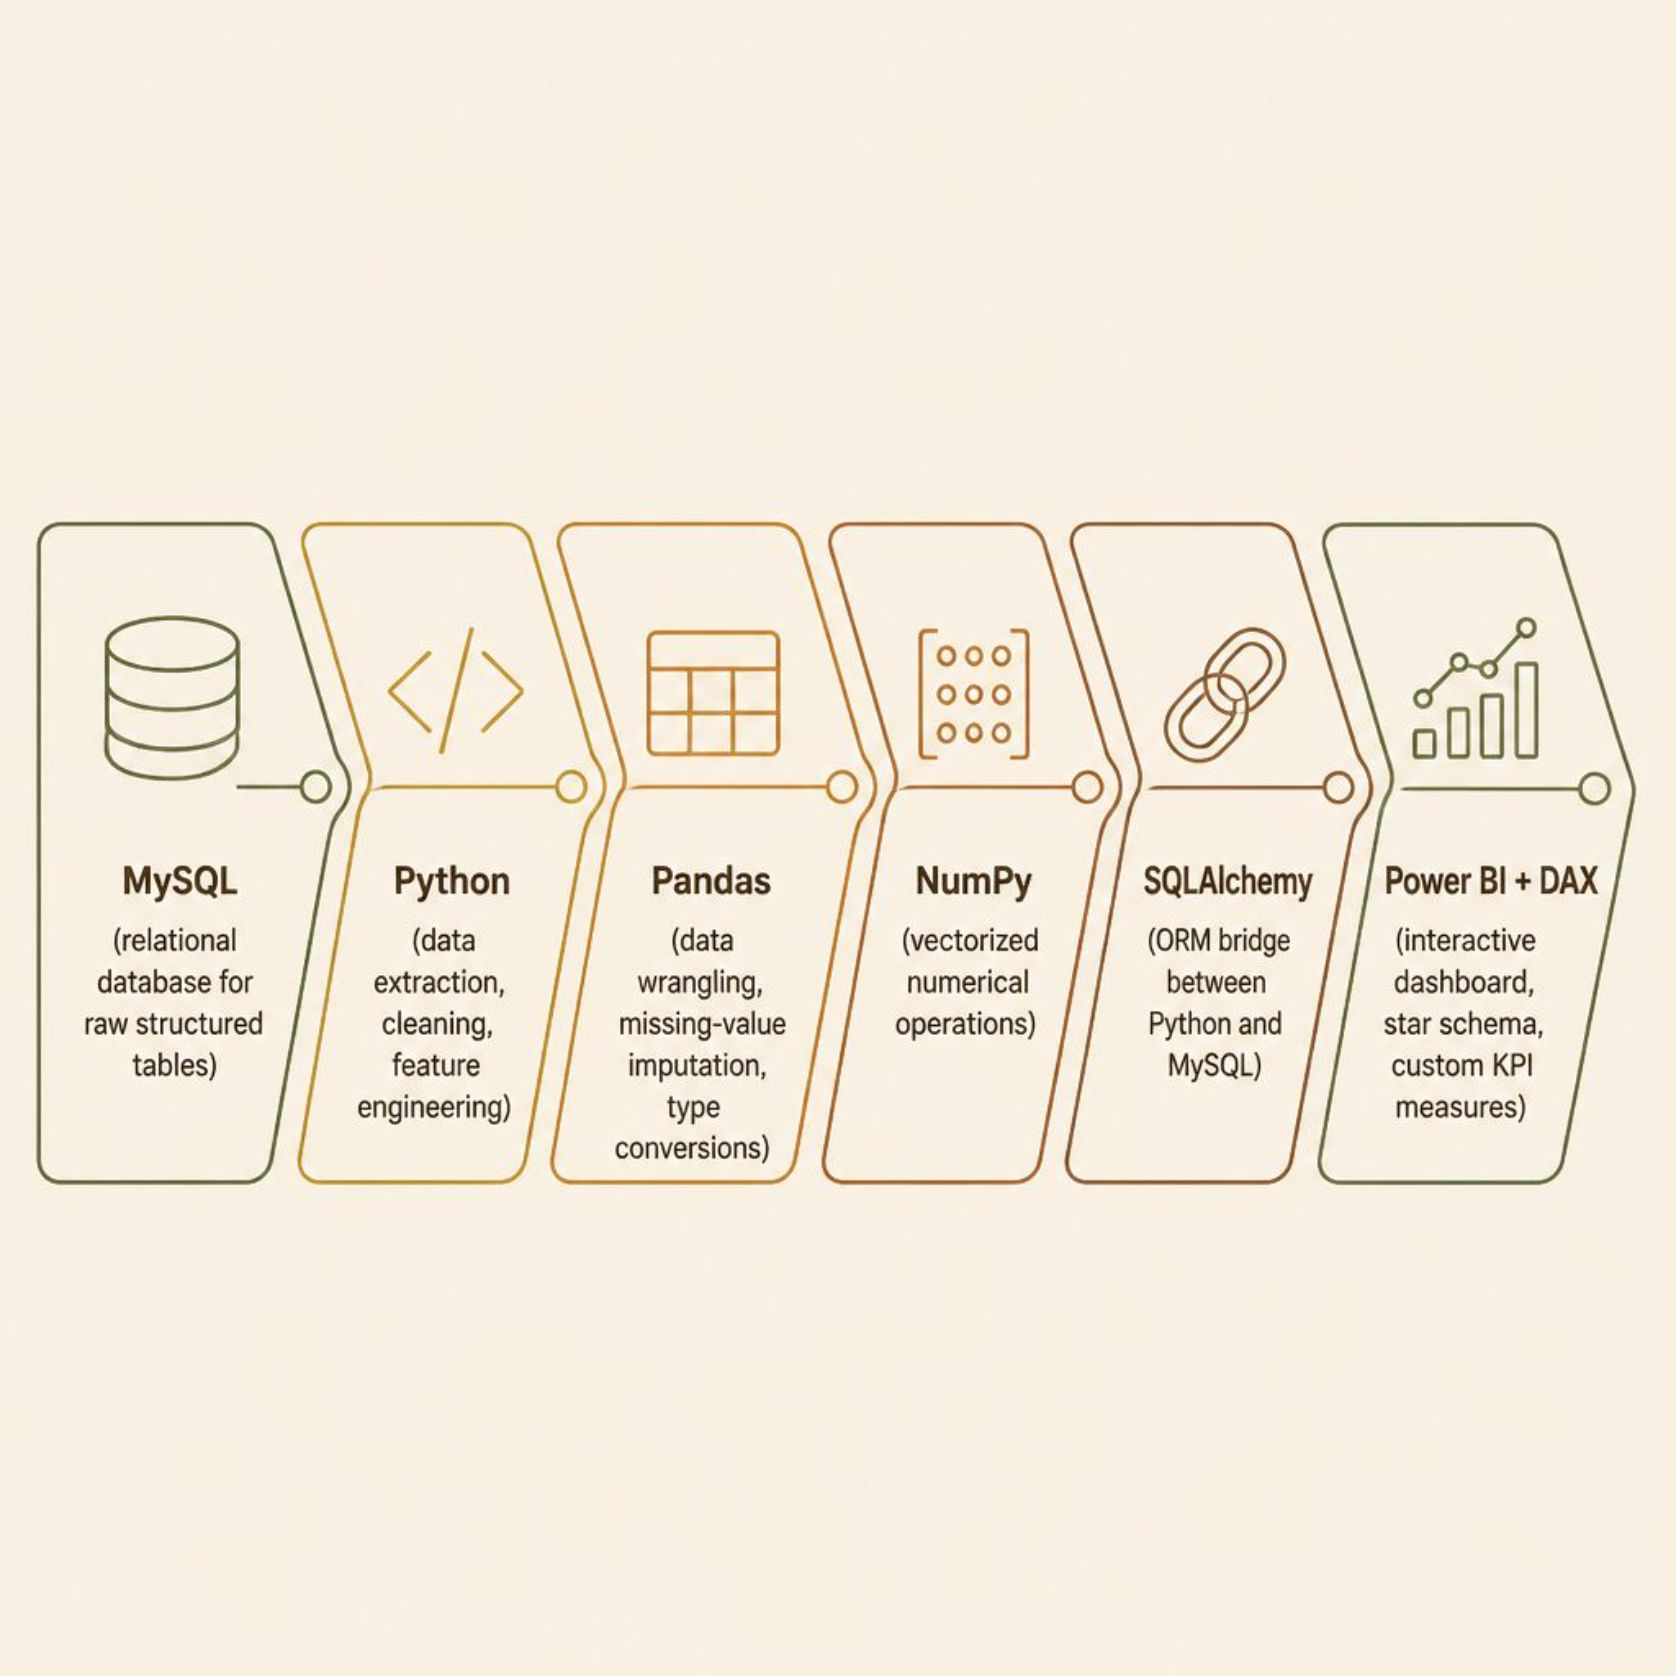 MySQL
(relational
database for
raw structured
tables)
Python
(data
extraction,
cleaning,
feature
engineering)
Pandas
(data
wrangling,
missing-value
imputation,
type
conversions)
NumPy
(vectorized
numerical
operations)
SQLAlchemy
(ORM bridge
between
Python and
MySQL)
Power BI + DAX
(interactive
dashboard,
star schema,
custom KPI
measures)